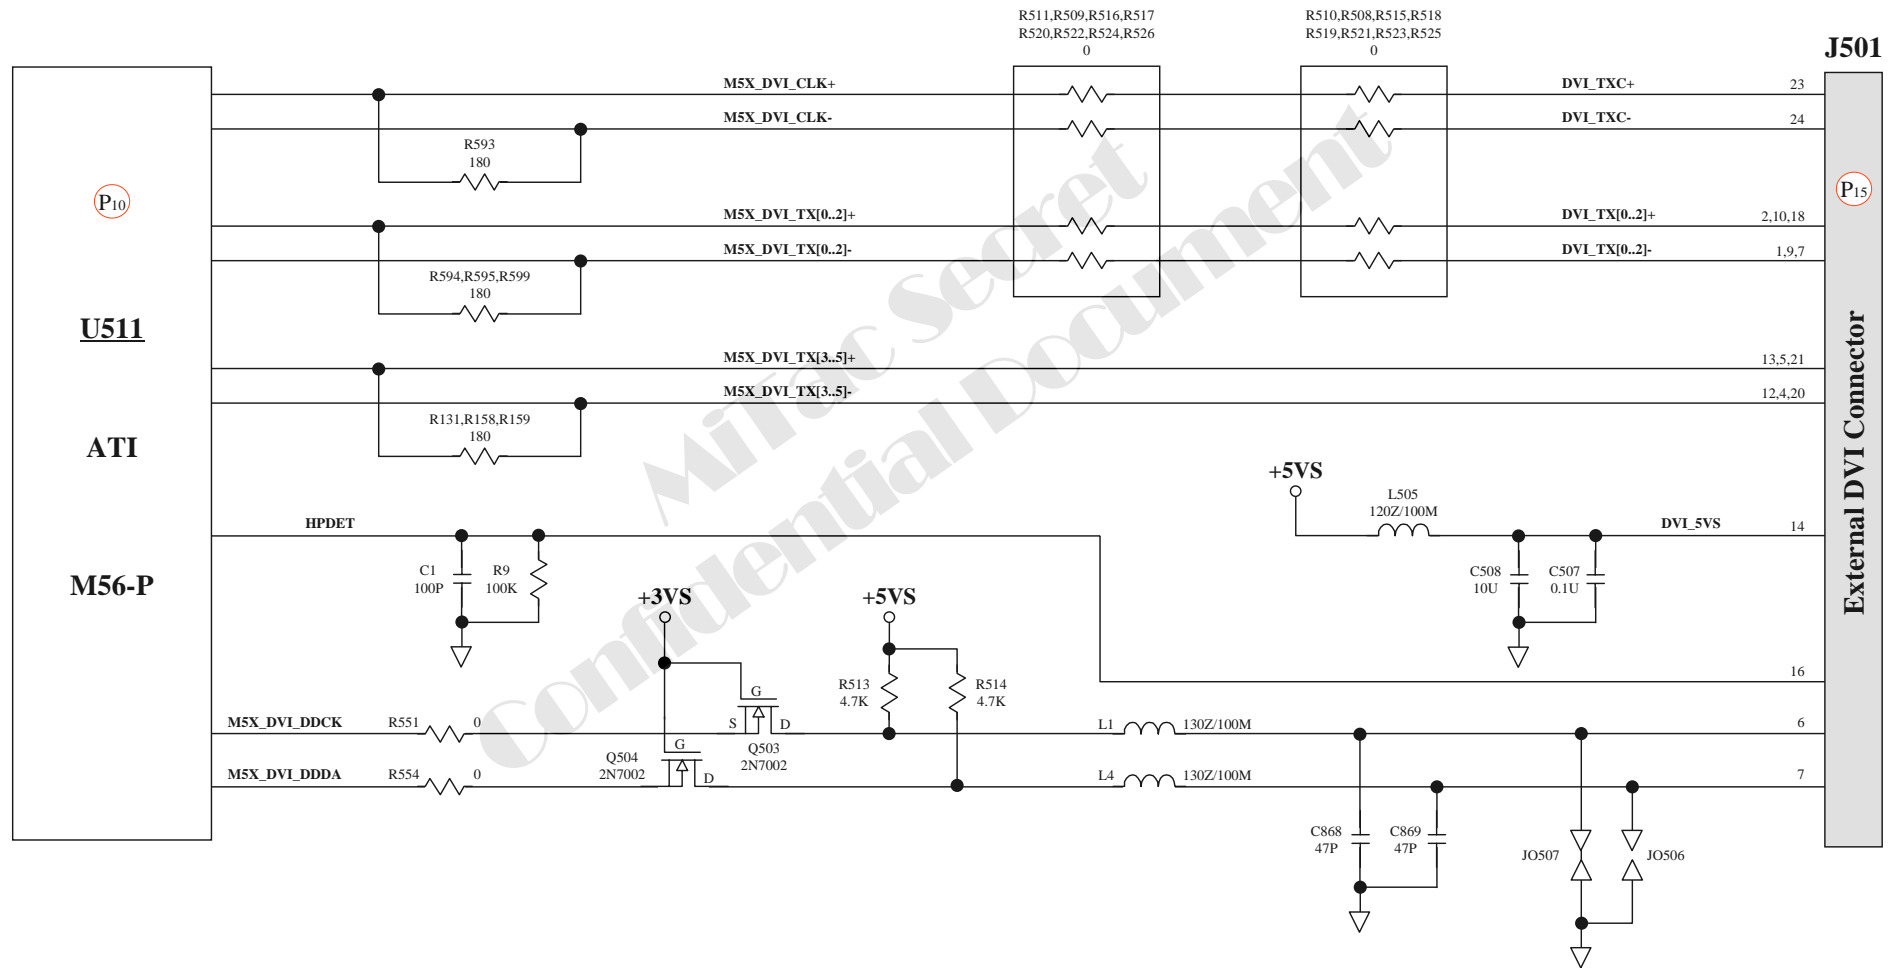 R511,R509,R516,R517
R520,R522,R524,R526
0
R510,R508,R515,R518
R519,R521,R523,R525
0
J501
M5X_DVI_CLK+
DVI_TXC+
23
M5X_DVI_CLK-
DVI_TXC-
24
R593
180
P10
P15
M5X_DVI_TX[0..2]+
DVI_TX[0..2]+
2,10,18
M5X_DVI_TX[0..2]-
DVI_TX[0..2]-
1,9,7
R594,R595,R599
180
U511
M5X_DVI_TX[3..5]+
13,5,21
M5X_DVI_TX[3..5]-
12,4,20
R131,R158,R159
180
ATI
External DVI Connector
MiTac Secret
Confidential Document
+5VS
L505
120Z/100M
HPDET
DVI_5VS
14
C1
100P
R9
100K
C508
10U
C507
0.1U
M56-P
+3VS
+5VS
16
R513
4.7K
R514
4.7K
G
S
D
M5X_DVI_DDCK
R551
0
Q503
2N7002
L1
130Z/100M
6
G
D
Q504
2N7002
M5X_DVI_DDDA
R554
0
L4
130Z/100M
7
C868
47P
C869
47P
JO507
JO506